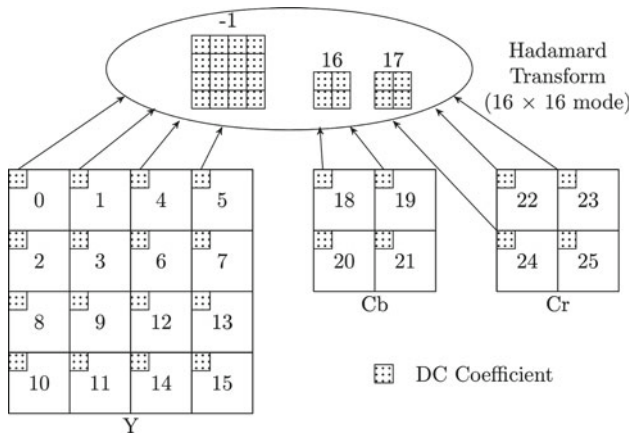 -1
16 17
Hadamard
Transform
(16 × 16 mode)
0 1 4 5 18 19 22 23
2 3 6 7 20 21 24 25
Cb Cr
8 9 12 13
10 11 14 15
DC Coefficient
Y